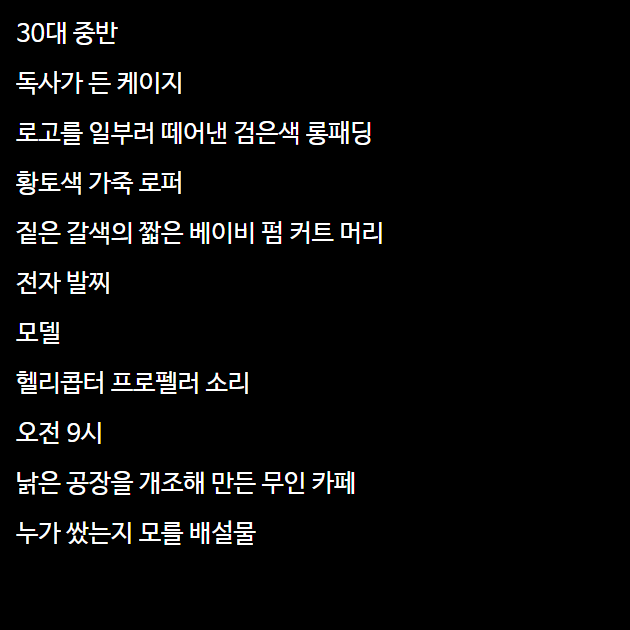 30대 중반
독사가 든 케이지
로고를 일부러 떼어낸 검은색 롱패딩
황토색 가죽 로퍼
짙은 갈색의 짧은 베이비 펌 커트 머리
전자 발찌
모델
헬리콥터 프로펠러 소리
오전 9시
낡은 공장을 개조해 만든 무인 카페
누가 쌌는지 모를 배설물